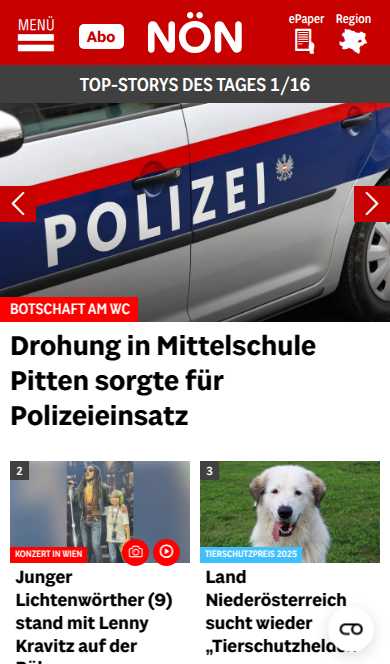 MENÜ
Abo
NÖN
ePaper
Region
TOP-STORYS DES TAGES 1/16
POLIZEI
BOTSCHAFT AM WC
Drohung in Mittelschule
Pitten sorgte für
Polizeieinsatz
2
KONZERT IN WIEN
Junger
Lichtenwörther (9)
stand mit Lenny
Kravitz auf der
3
TIERSCHUTZPREIS 2025
Land
Niederösterreich
sucht wieder